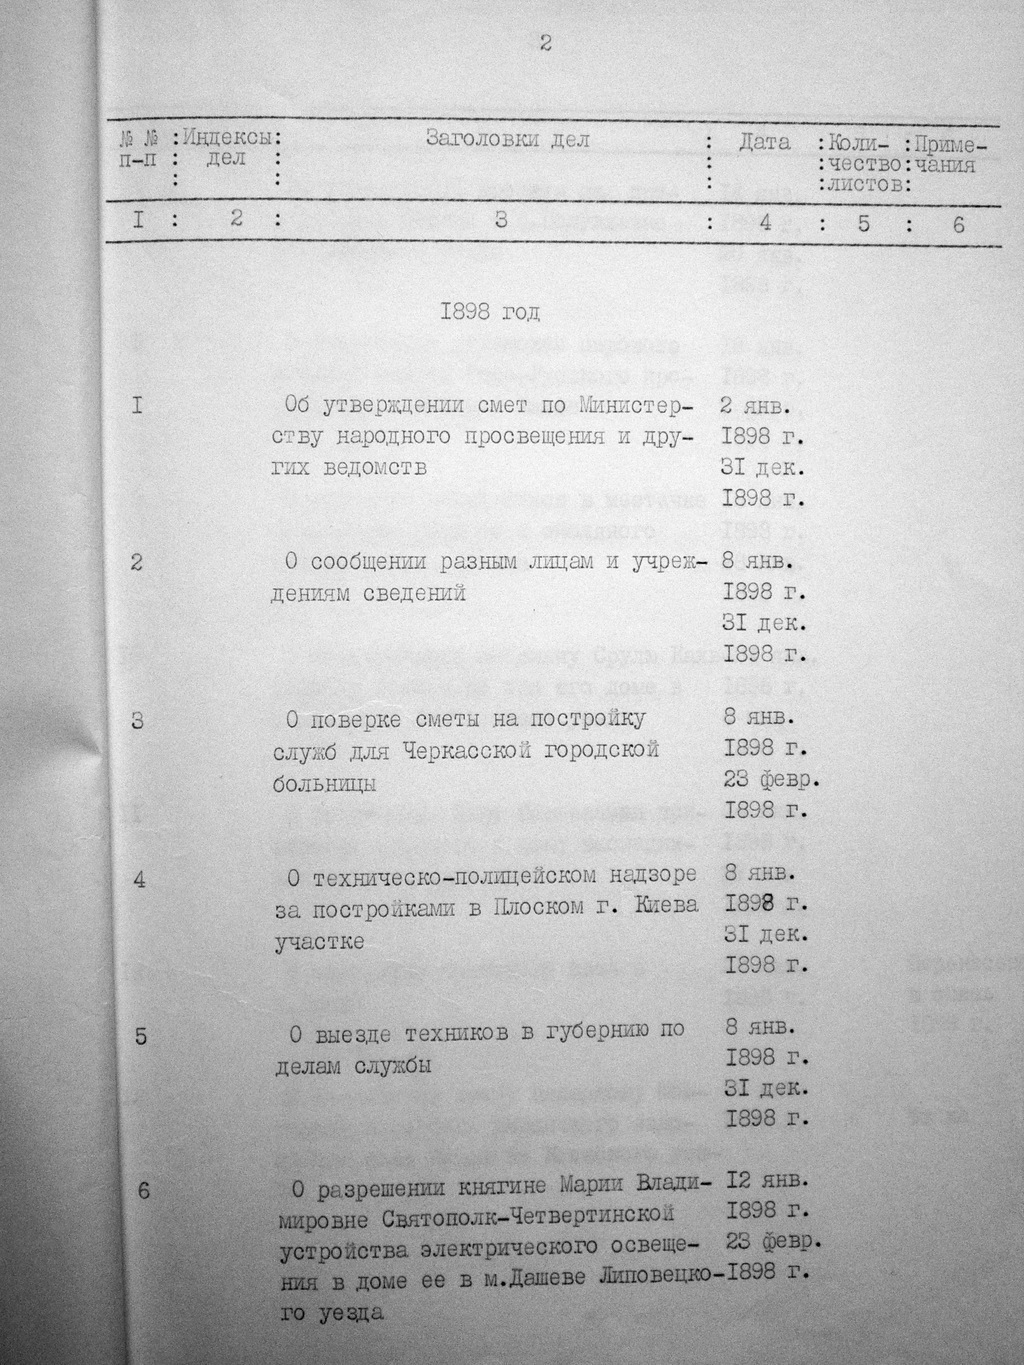 2
№ № :Индексы: Заголовки дел : Дата :Коли- :Приме-
п-п : дел : : :чество:чания
: : : :листов:
I : 2 : 3 : 4 : 5 : 6
I898 год
I Об утверждении смет по Министер- 2 янв.
ству народного просвещения и дру- I898 г.
гих ведомств 3I дек.
I898 г.
2 О сообщении разным лицам и учреж- 8 янв.
дениям сведений I898 г.
3I дек.
I898 г.
3 О поверке сметы на постройку 8 янв.
служб для Черкасской городской I898 г.
больницы 23 февр.
I898 г.
4 О техническо-полицейском надзоре 8 янв.
за постройками в Плоском г. Киева I898 г.
участке 3I дек.
I898 г.
5 О выезде техников в губернию по 8 янв.
делам службы I898 г.
3I дек.
I898 г.
6 О разрешении княгине Марии Влади- I2 янв.
мировне Святополк-Четвертинской I898 г.
устройства электрического освеще- 23 февр.
ния в доме ее в м.Дашеве Липовецко-I898 г.
го уезда